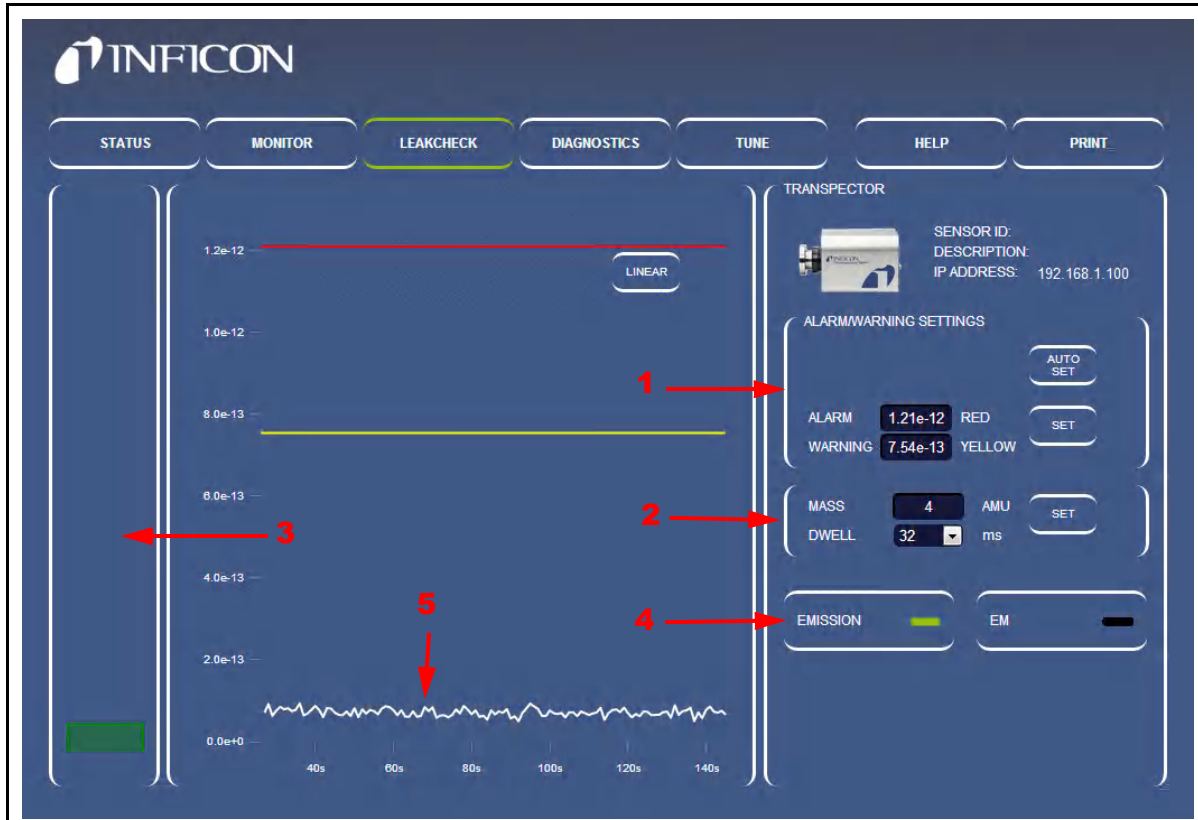 INFICON
STATUS MONITOR LEAKCHECK DIAGNOSTICS TUNE HELP PRINT
1.2e-12
1.0e-12
8.0e-13
6.0e-13
4.0e-13
2.0e-13
0.0e+0
40s 60s 80s 100s 120s 140s
LINEAR
3
5
1
2
4
TRANSPECTOR
INFICON
SENSOR ID:
DESCRIPTION:
IP ADDRESS: 192.168.1.100
ALARM/WARNING SETTINGS
AUTO
SET
ALARM 1.21e-12 RED
SET
WARNING 7.54e-13 YELLOW
MASS 4 AMU
SET
DWELL 32 ms
EMISSION EM